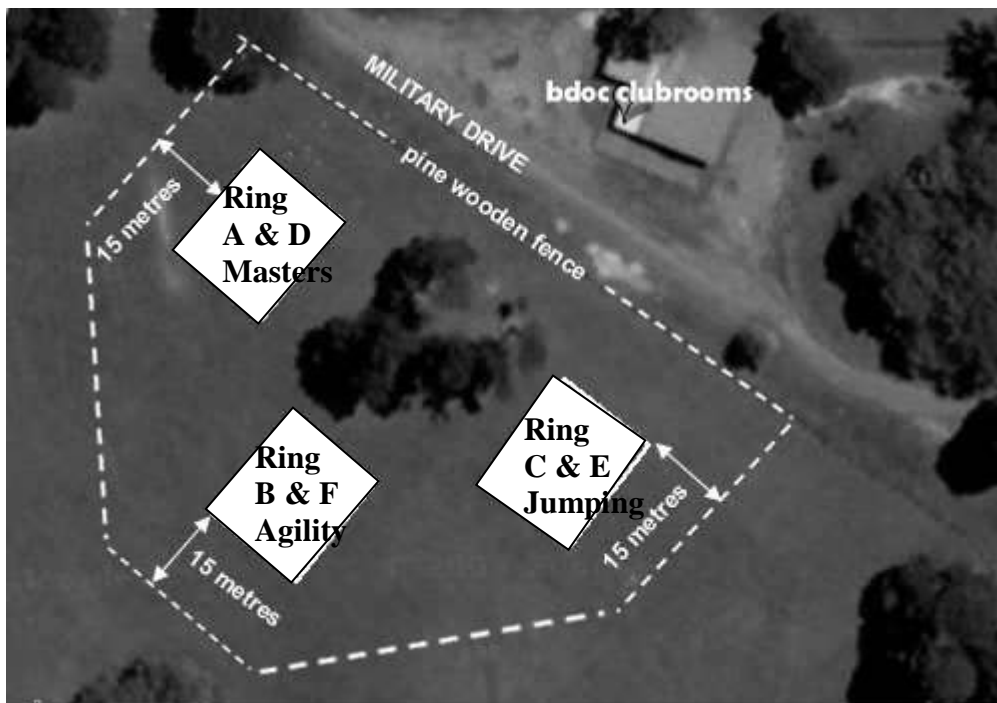 MILITARY DRIVE
bdoc clubrooms
pine wooden fence
15 metres
Ring
A & D
Masters
Ring
B & F
Agility
15 metres
Ring
C & E
Jumping
15 metres